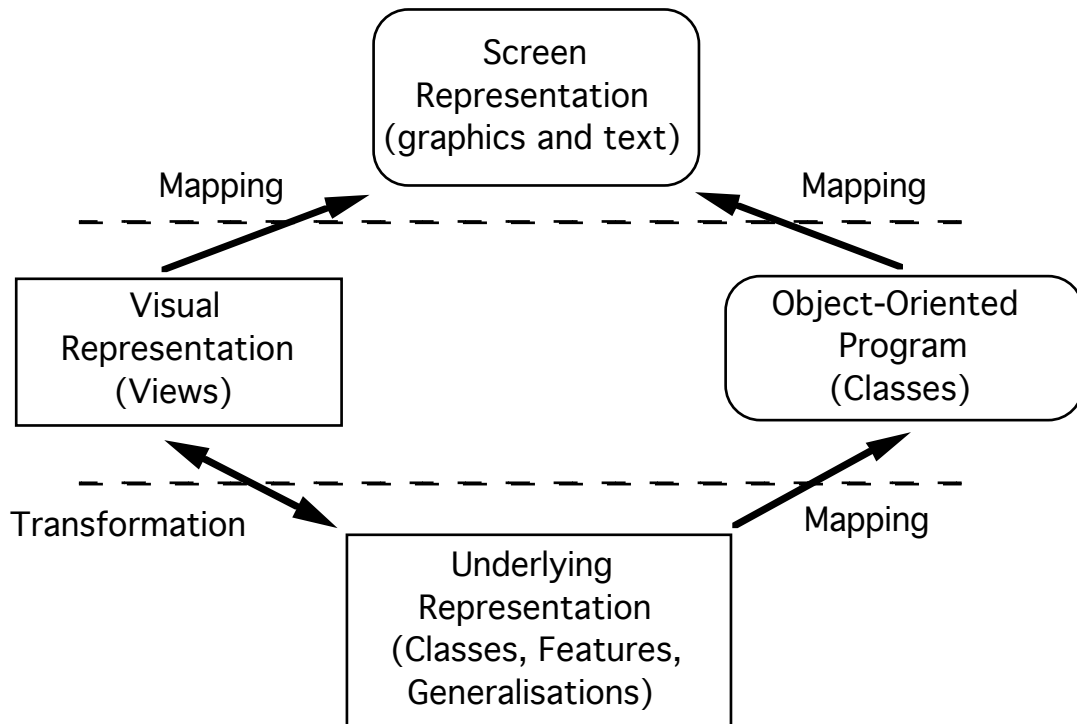 Screen
Representation
(graphics and text)
Mapping
Mapping
Visual
Representation
(Views)
Object-Oriented
Program
(Classes)
Transformation
Mapping
Underlying
Representation
(Classes, Features,
Generalisations)